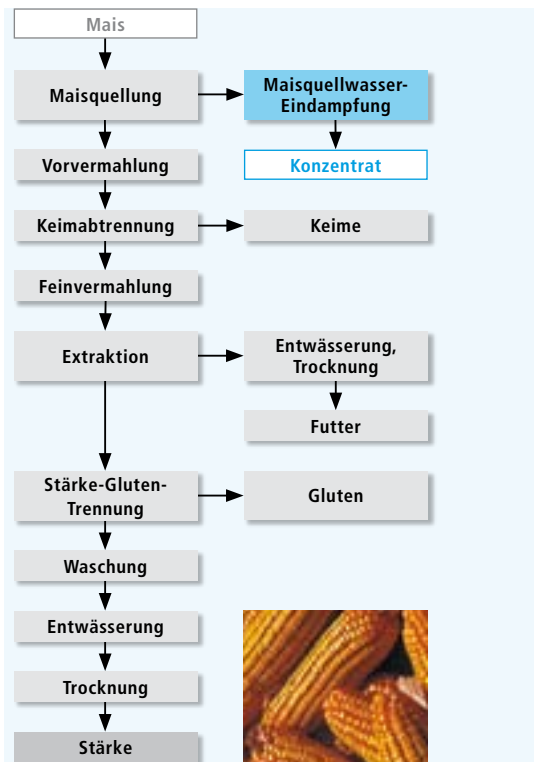 Mais
Maisquellung
Maisquellwasser-
Eindampfung
Vorvermahlung
Konzentrat
Keimabtrennung
Keime
Feinvermahlung
Extraktion
Entwässerung,
Trocknung
Futter
Stärke-Gluten-
Trennung
Gluten
Waschung
Entwässerung
Trocknung
Stärke